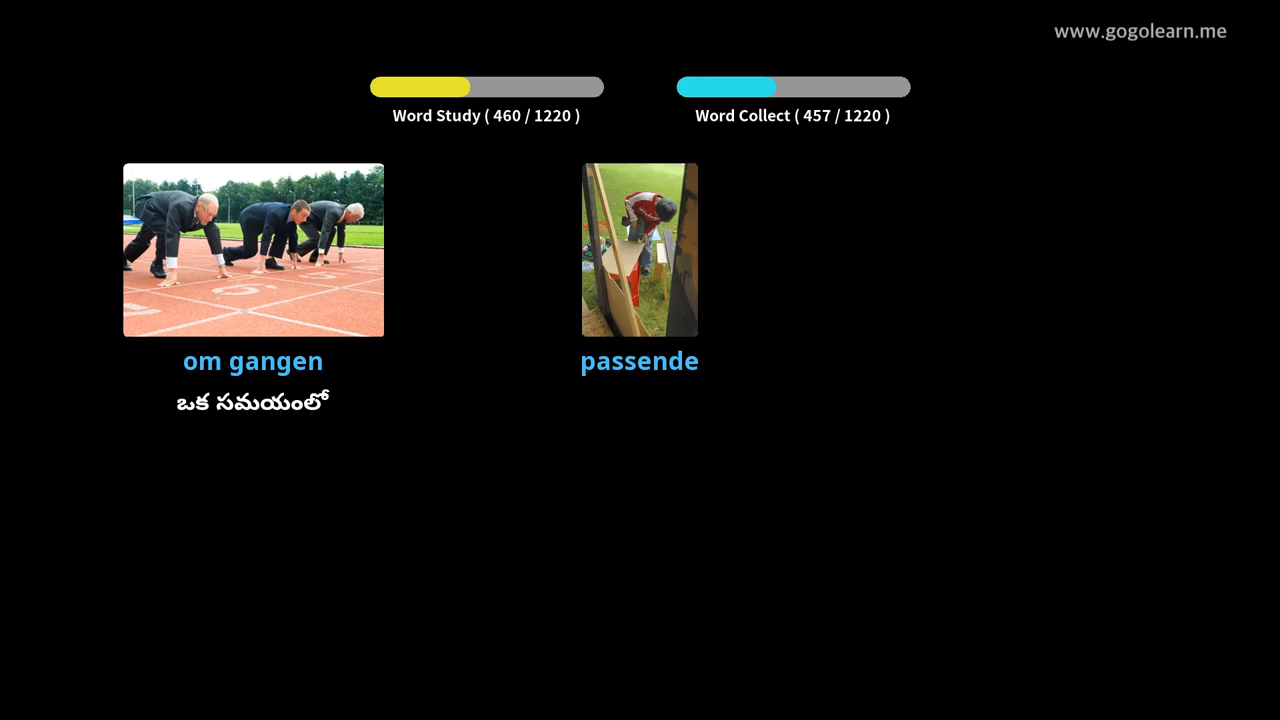 www.gogolearn.me
Word Study ( 460 / 1220 )
Word Collect ( 457 / 1220 )
om gangen
passende
ఒక సమయంలో